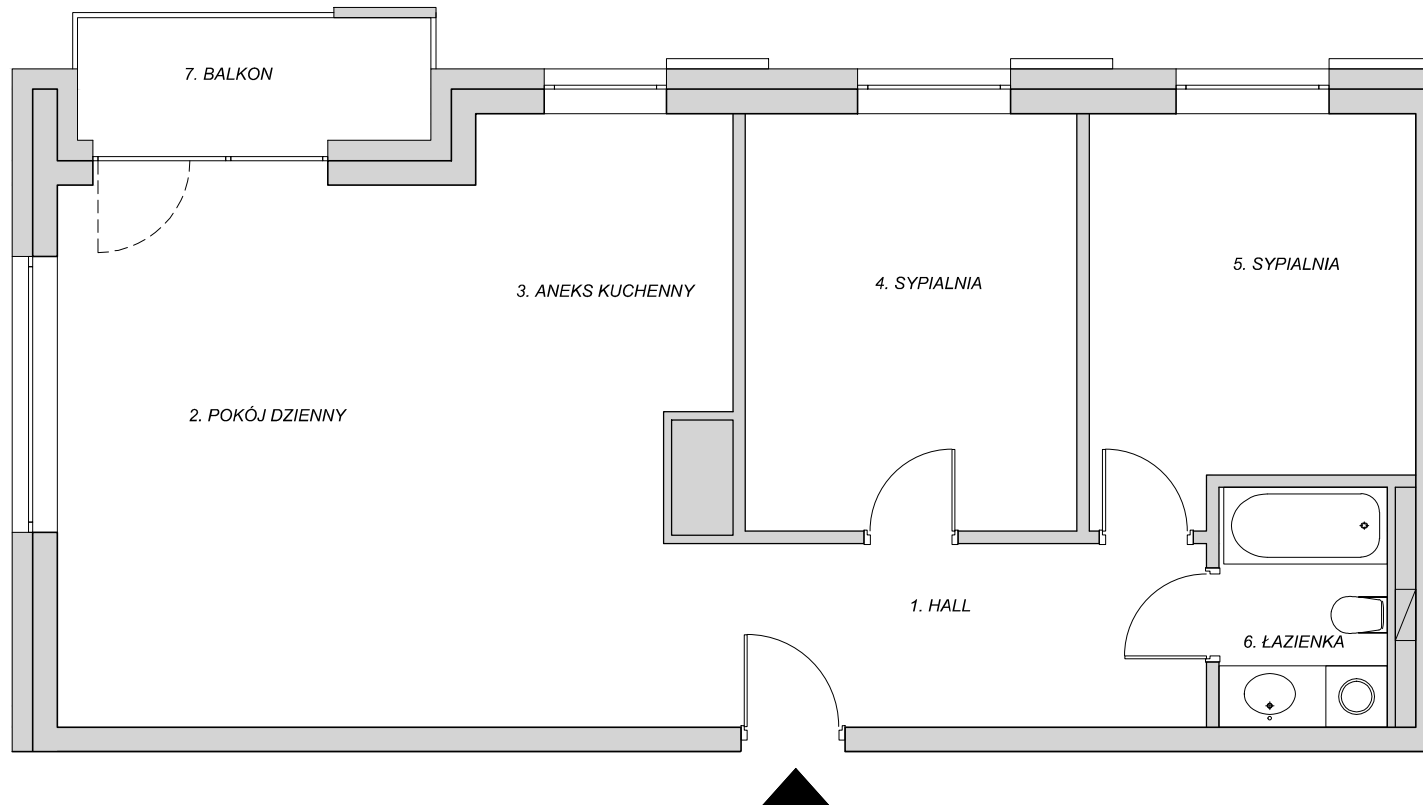 7. BALKON
5. SYPIALNIA
4. SYPIALNIA
3. ANEKS KUCHENNY
2. POKÓJ DZIENNY
1. HALL
6. ŁAZIENKA